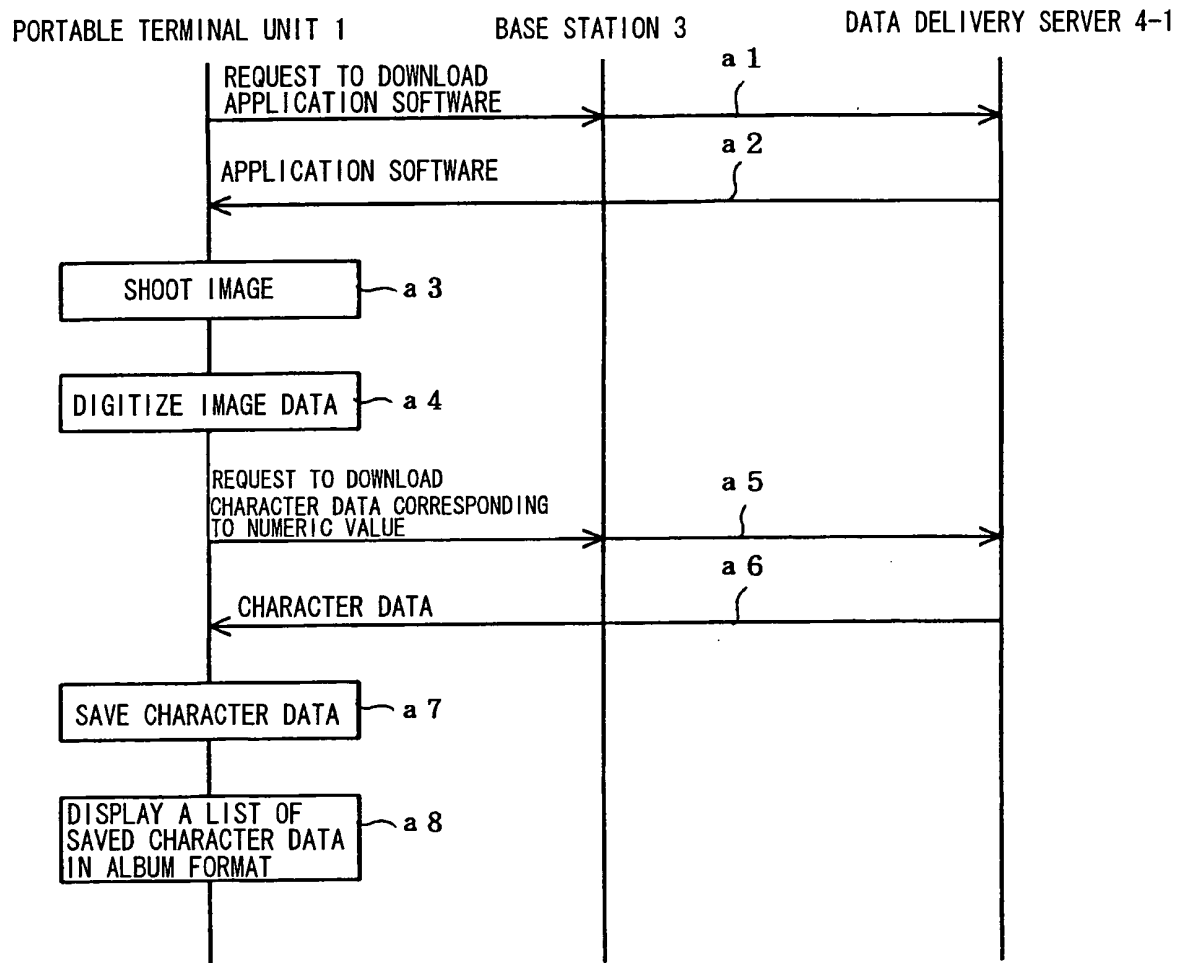 PORTABLE TERMINAL UNIT 1
BASE STATION 3
DATA DELIVERY SERVER 4-1
REQUEST TO DOWNLOAD
APPLICATION SOFTWARE
a 1
APPLICATION SOFTWARE
a 2
SHOOT IMAGE
a 3
DIGITIZE IMAGE DATA
a 4
REQUEST TO DOWNLOAD
CHARACTER DATA CORRESPONDING
TO NUMERIC VALUE
a 5
CHARACTER DATA
a 6
SAVE CHARACTER DATA
a 7
DISPLAY A LIST OF
SAVED CHARACTER DATA
IN ALBUM FORMAT
a 8